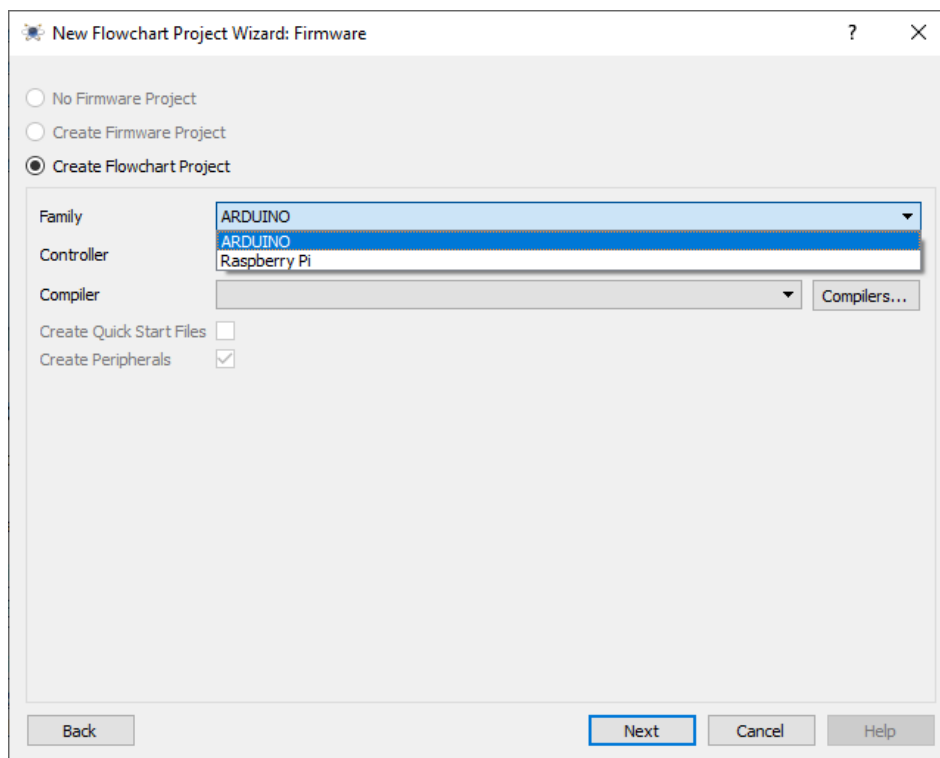 New Flowchart Project Wizard: Firmware ?
No Firmware Project
Create Firmware Project
Create Flowchart Project
Family ARDUINO
ARDUINO
Controller
Raspberry Pi
Compiler Compilers...
Create Quick Start Files
Create Peripherals
Back Next Cancel Help